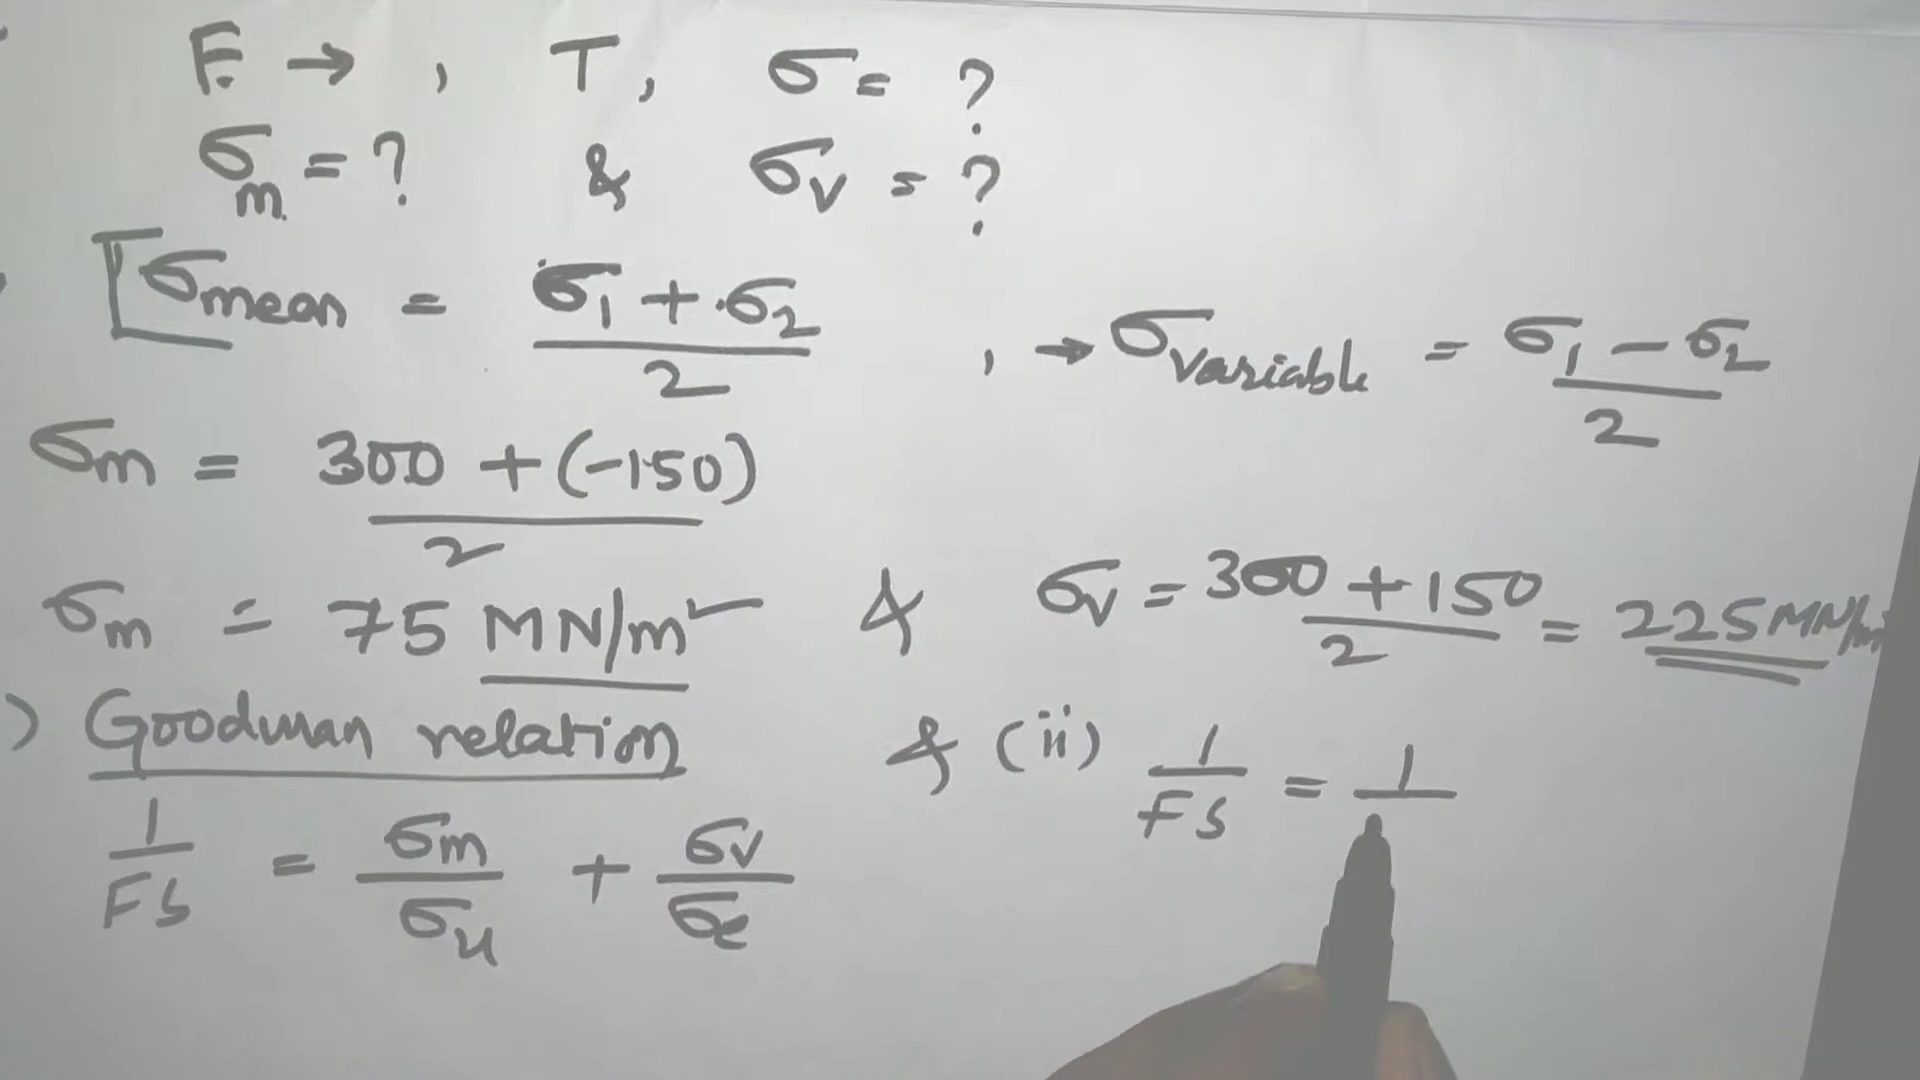 F. → , T, σ = ?
σm = ? & σv = ?
[σmean = σ1 + σ2 / 2 , → σvariable = σ1 − σ2 / 2
σm = 300 + (−150) / 2
σm = 75 MN/m² & σv = 300 + 150 / 2 = 225 MN/m
) Goodman relation & (ii) 1/FS = 1/
1/FS = σm/σu + σv/σe